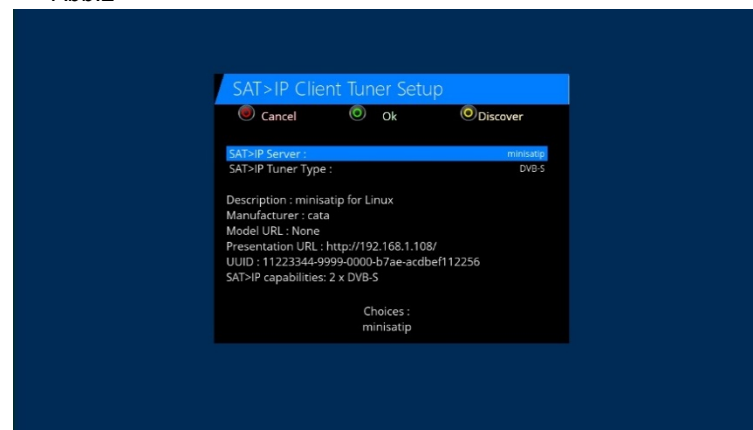 SAT>IP Client Tuner Setup
Cancel Ok Discover
SAT>IP Server : minisatip
SAT>IP Tuner Type : DVB-S
Description : minisatip for Linux
Manufacturer : cata
Model URL : None
Presentation URL : http://192.168.1.108/
UUID : 11223344-9999-0000-b7ae-acdbef112256
SAT>IP capabilities: 2 x DVB-S
Choices :
minisatip